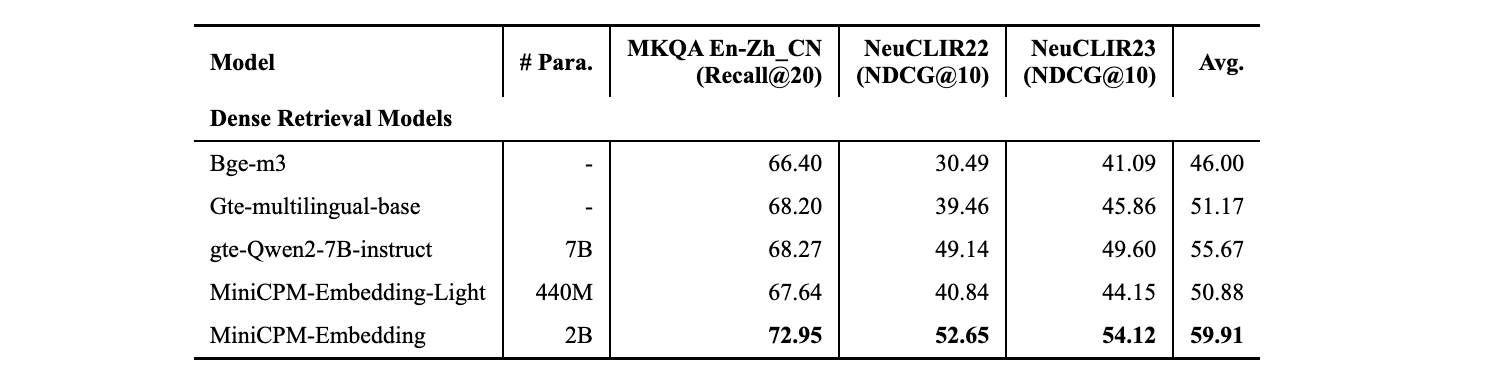 Model # Para. MKQA En-Zh_CN (Recall@20) NeuCLIR22 (NDCG@10) NeuCLIR23 (NDCG@10) Avg.
Dense Retrieval Models
Bge-m3 - 66.40 30.49 41.09 46.00
Gte-multilingual-base - 68.20 39.46 45.86 51.17
gte-Qwen2-7B-instruct 7B 68.27 49.14 49.60 55.67
MiniCPM-Embedding-Light 440M 67.64 40.84 44.15 50.88
MiniCPM-Embedding 2B 72.95 52.65 54.12 59.91